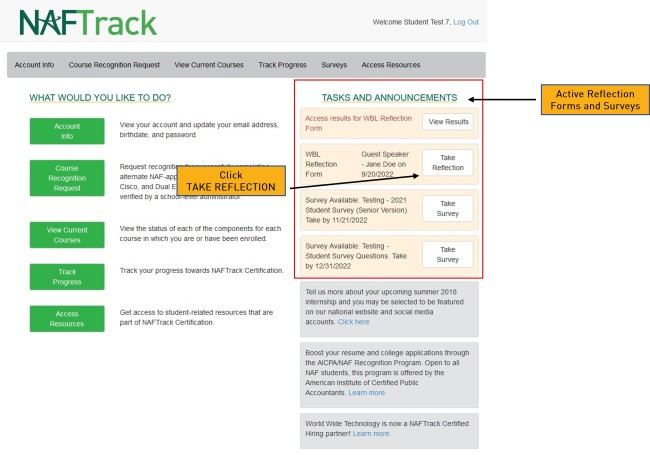 NAFTrack
Welcome Student Test 7, Log Out
Account Info Course Recognition Request View Current Courses Track Progress Surveys Access Resources
WHAT WOULD YOU LIKE TO DO?
Account
Info
View your account and update your email address,
birthdate, and password.
Course
Recognition
Request
Request recognition
alternate NAF-app
Cisco, and Dual E
verified by a school-level administrator.
Click
TAKE REFLECTION
View Current
Courses
View the status of each of the components for each
course in which you are or have been enrolled.
Track
Progress
Track your progress towards NAFTrack Certification.
Access
Resources
Get access to student-related resources that are
part of NAFTrack Certification.
TASKS AND ANNOUNCEMENTS
Active Reflection
Forms and Surveys
Access results for WBL Reflection
Form
View Results
WBL
Reflection
Form
Guest Speaker
- Jane Doe on
9/20/2022
Take
Reflection
Survey Available: Testing - 2021
Student Survey (Senior Version).
Take by 11/21/2022
Take
Survey
Survey Available: Testing -
Student Survey Questions. Take
by 12/31/2022
Take
Survey
Tell us more about your upcoming summer 2018
internship and you may be selected to be featured
on our national website and social media
accounts. Click here.
Boost your resume and college applications through
the AICPA/NAF Recognition Program. Open to all
NAF students, this program is offered by the
American Institute of Certified Public
Accountants. Learn more.
World Wide Technology is now a NAFTrack Certified
Hiring partner! Learn more.